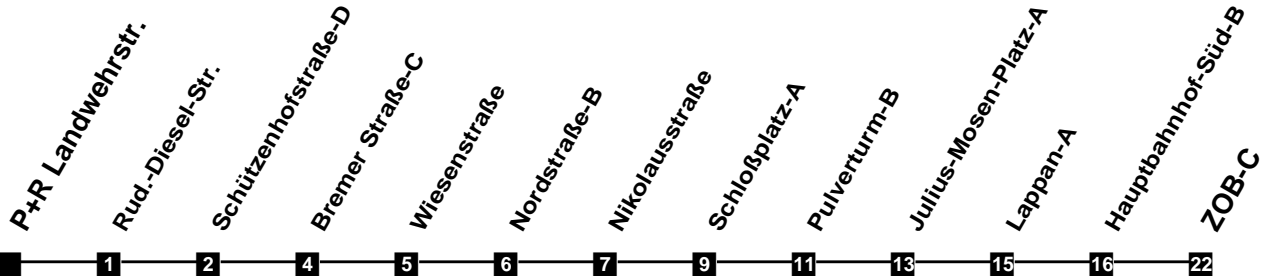 P+R Landwehrstr.
Rud.-Diesel-Str.
Schützenhofstraße-D
Bremer Straße-C
Wiesenstraße
Nordstraße-B
Nikolausstraße
Schloßplatz-A
Pulverturm-B
Julius-Mosen-Platz-A
Lappan-A
Hauptbahnhof-Süd-B
ZOB-C
1 2 4 5 6 7 9 11 13 15 16 22